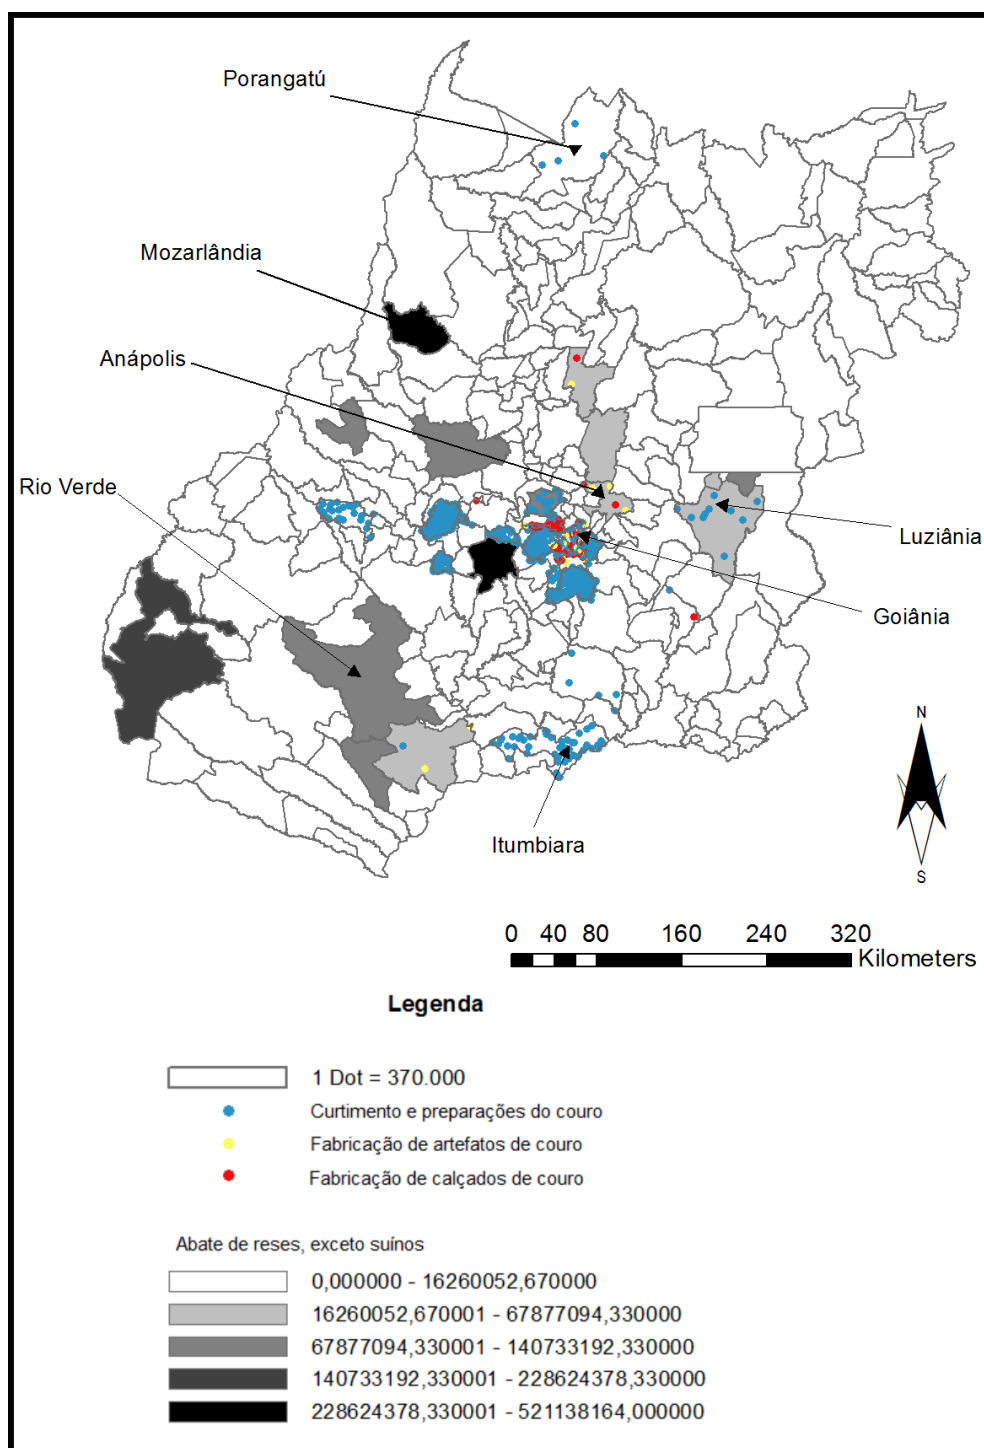 Porangatú
Mozarlândia
Anápolis
Rio Verde
Luziânia
Goiânia
Itumbiara
N
S
0 40 80 160 240 320
Kilometers
Legenda
1 Dot = 370.000
Curtimento e preparações do couro
Fabricação de artefatos de couro
Fabricação de calçados de couro
Abate de reses, exceto suínos
0,000000 - 16260052,670000
16260052,670001 - 67877094,330000
67877094,330001 - 140733192,330000
140733192,330001 - 228624378,330000
228624378,330001 - 521138164,000000